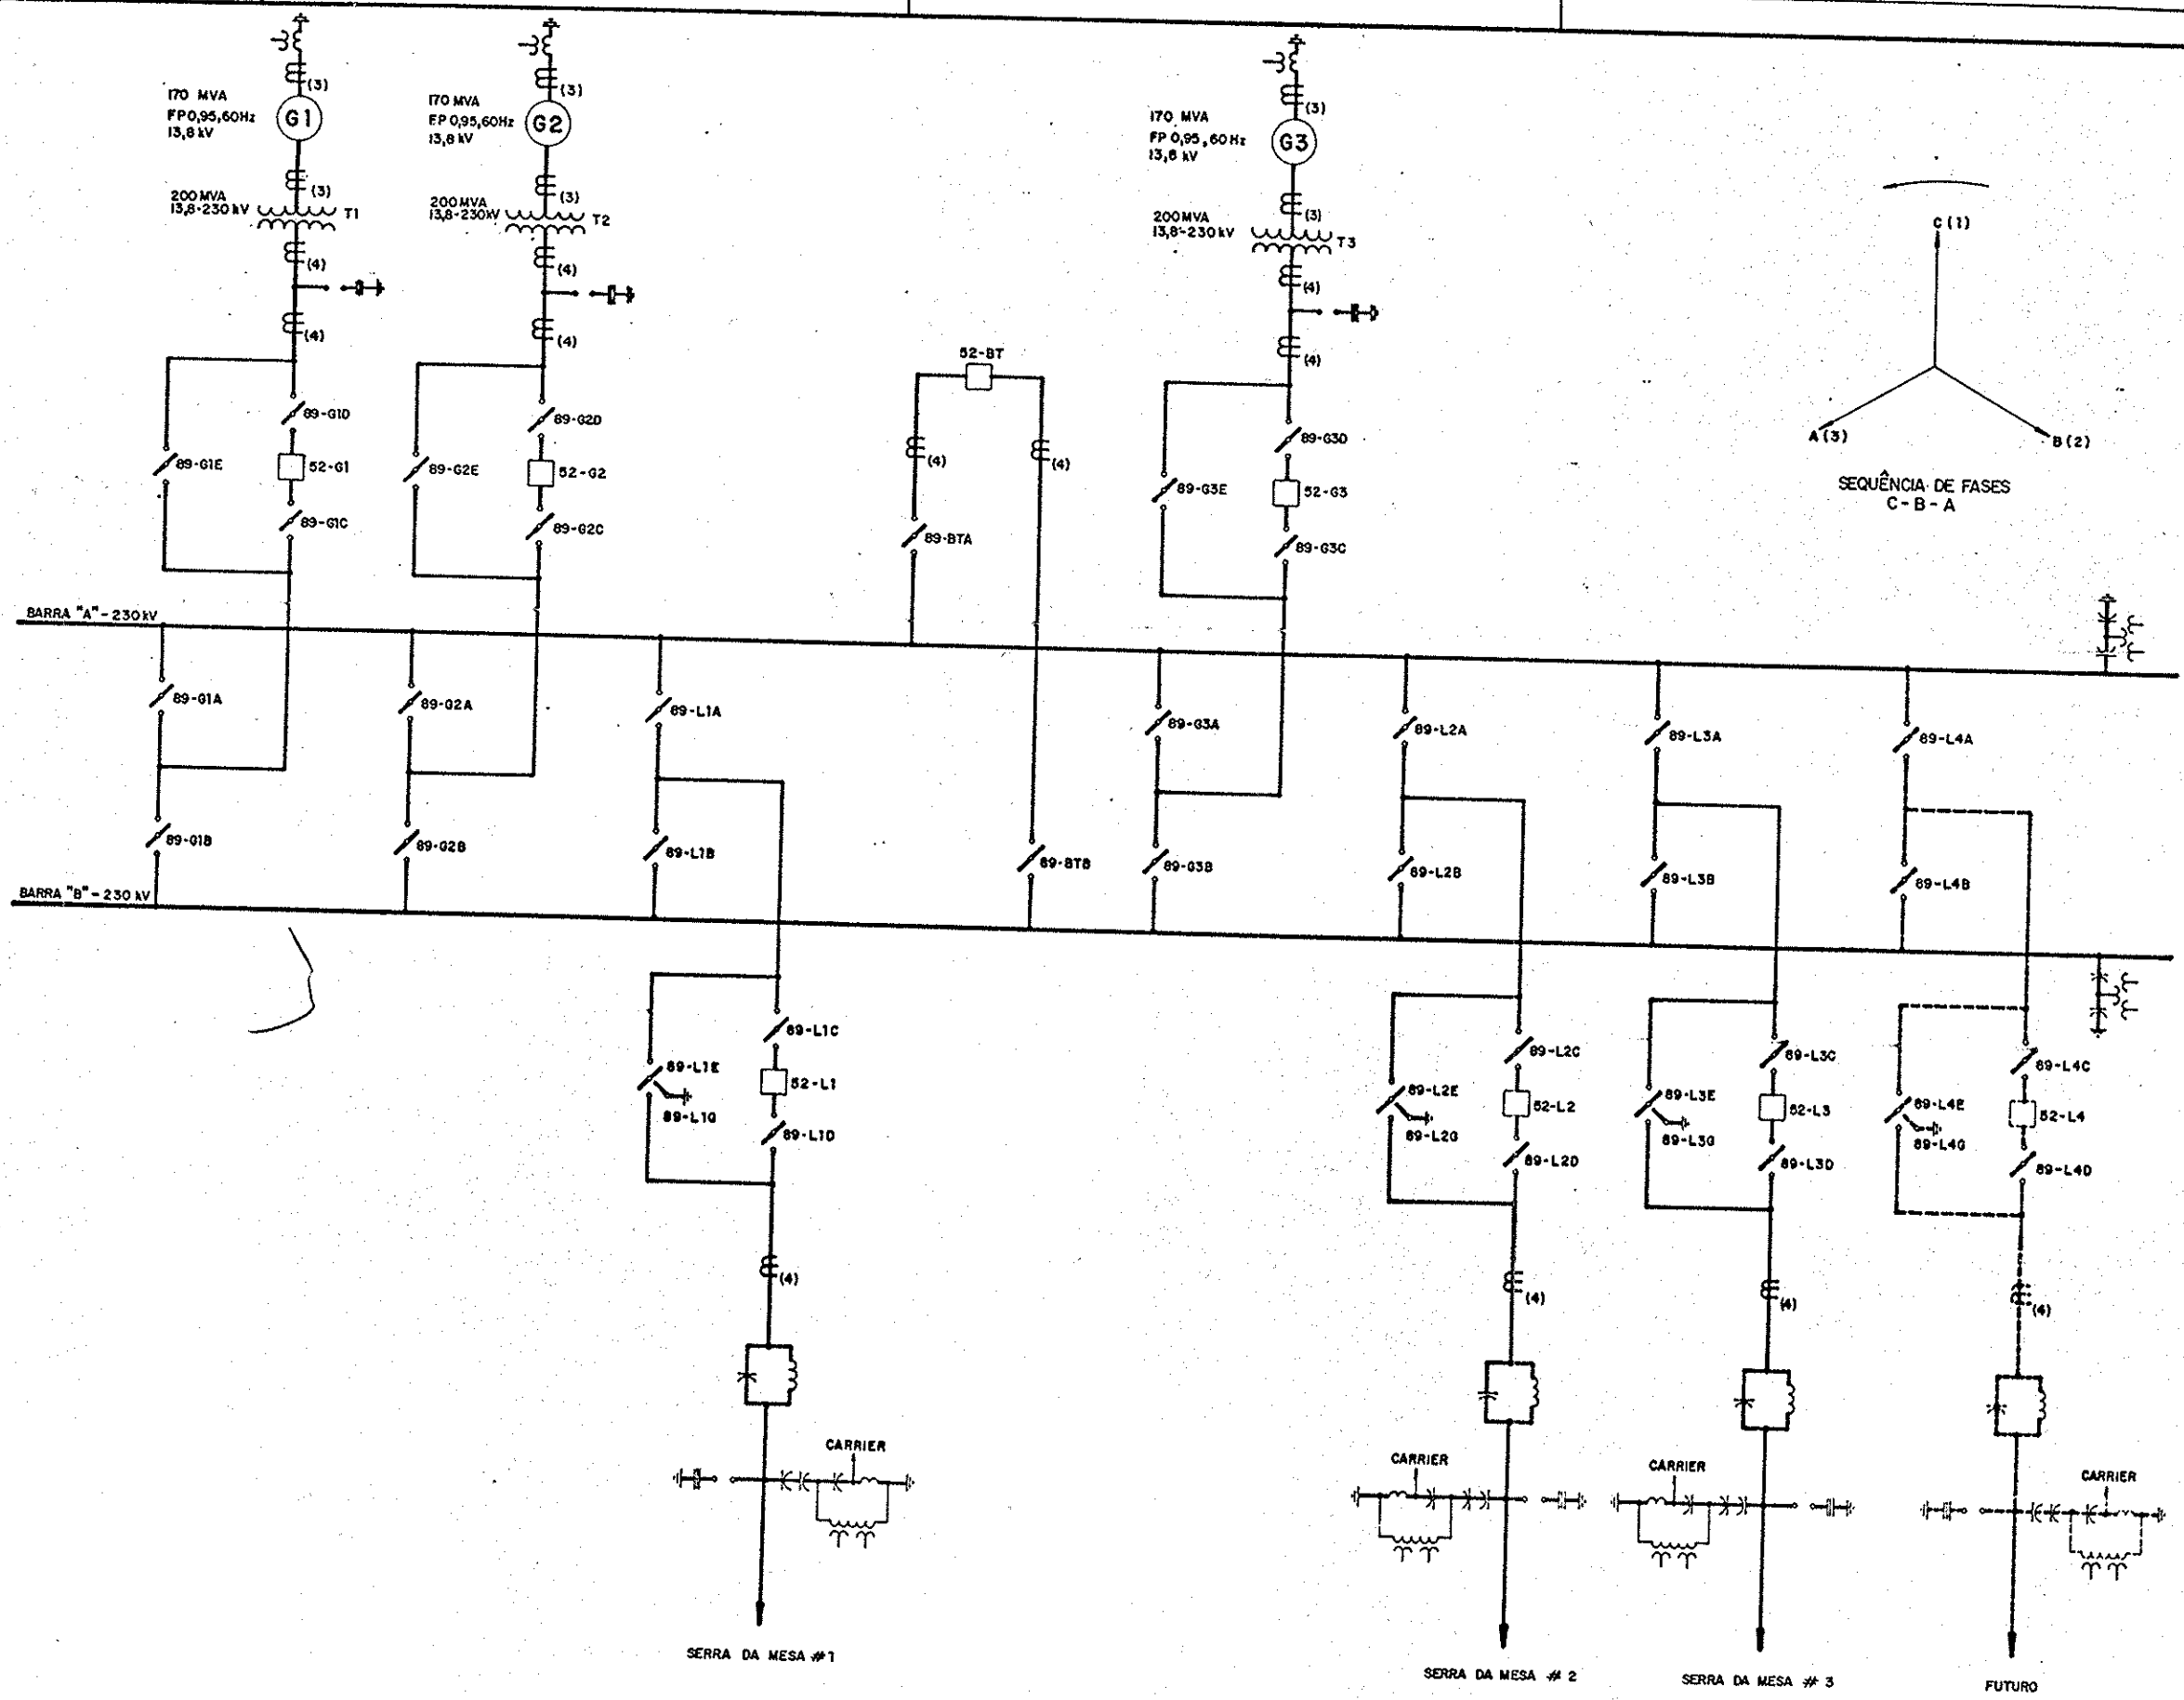 170 MVA
FP 0,95,60Hz
13,8 kV
G1
(3)
(3)
200 MVA
13,8-230 kV
T1
(4)
(4)
170 MVA
FP 0,95,60Hz
13,8 kV
G2
(3)
(3)
200 MVA
13,8-230kV
T2
(4)
(4)
170 MVA
FP 0,95,60Hz
13,8 kV
G3
(3)
(3)
200 MVA
13,8-230 kV
T3
(4)
(4)
C (1)
A (3)
B (2)
SEQUÊNCIA DE FASES
C-B-A
89-G1D
89-G1E
52-G1
89-G1C
89-G2D
89-G2E
52-G2
89-G2C
52-BT
(4)
(4)
89-BTA
89-G3D
89-G3E
52-G3
89-G3C
BARRA "A"-230 kV
89-G1A
89-G2A
89-L1A
89-G3A
89-L2A
89-L3A
89-L4A
89-G1B
89-G2B
89-L1B
89-BTB
89-G3B
89-L2B
89-L3B
89-L4B
BARRA "B"-230 kV
89-L1C
89-L1E
52-L1
89-L1G
89-L1D
(4)
89-L2C
89-L2E
52-L2
89-L2G
89-L2D
(4)
89-L3C
89-L3E
52-L3
89-L3G
89-L3D
(4)
89-L4C
89-L4E
52-L4
89-L4G
89-L4D
(4)
CARRIER
CARRIER
CARRIER
CARRIER
SERRA DA MESA #1
SERRA DA MESA # 2
SERRA DA MESA # 3
FUTURO